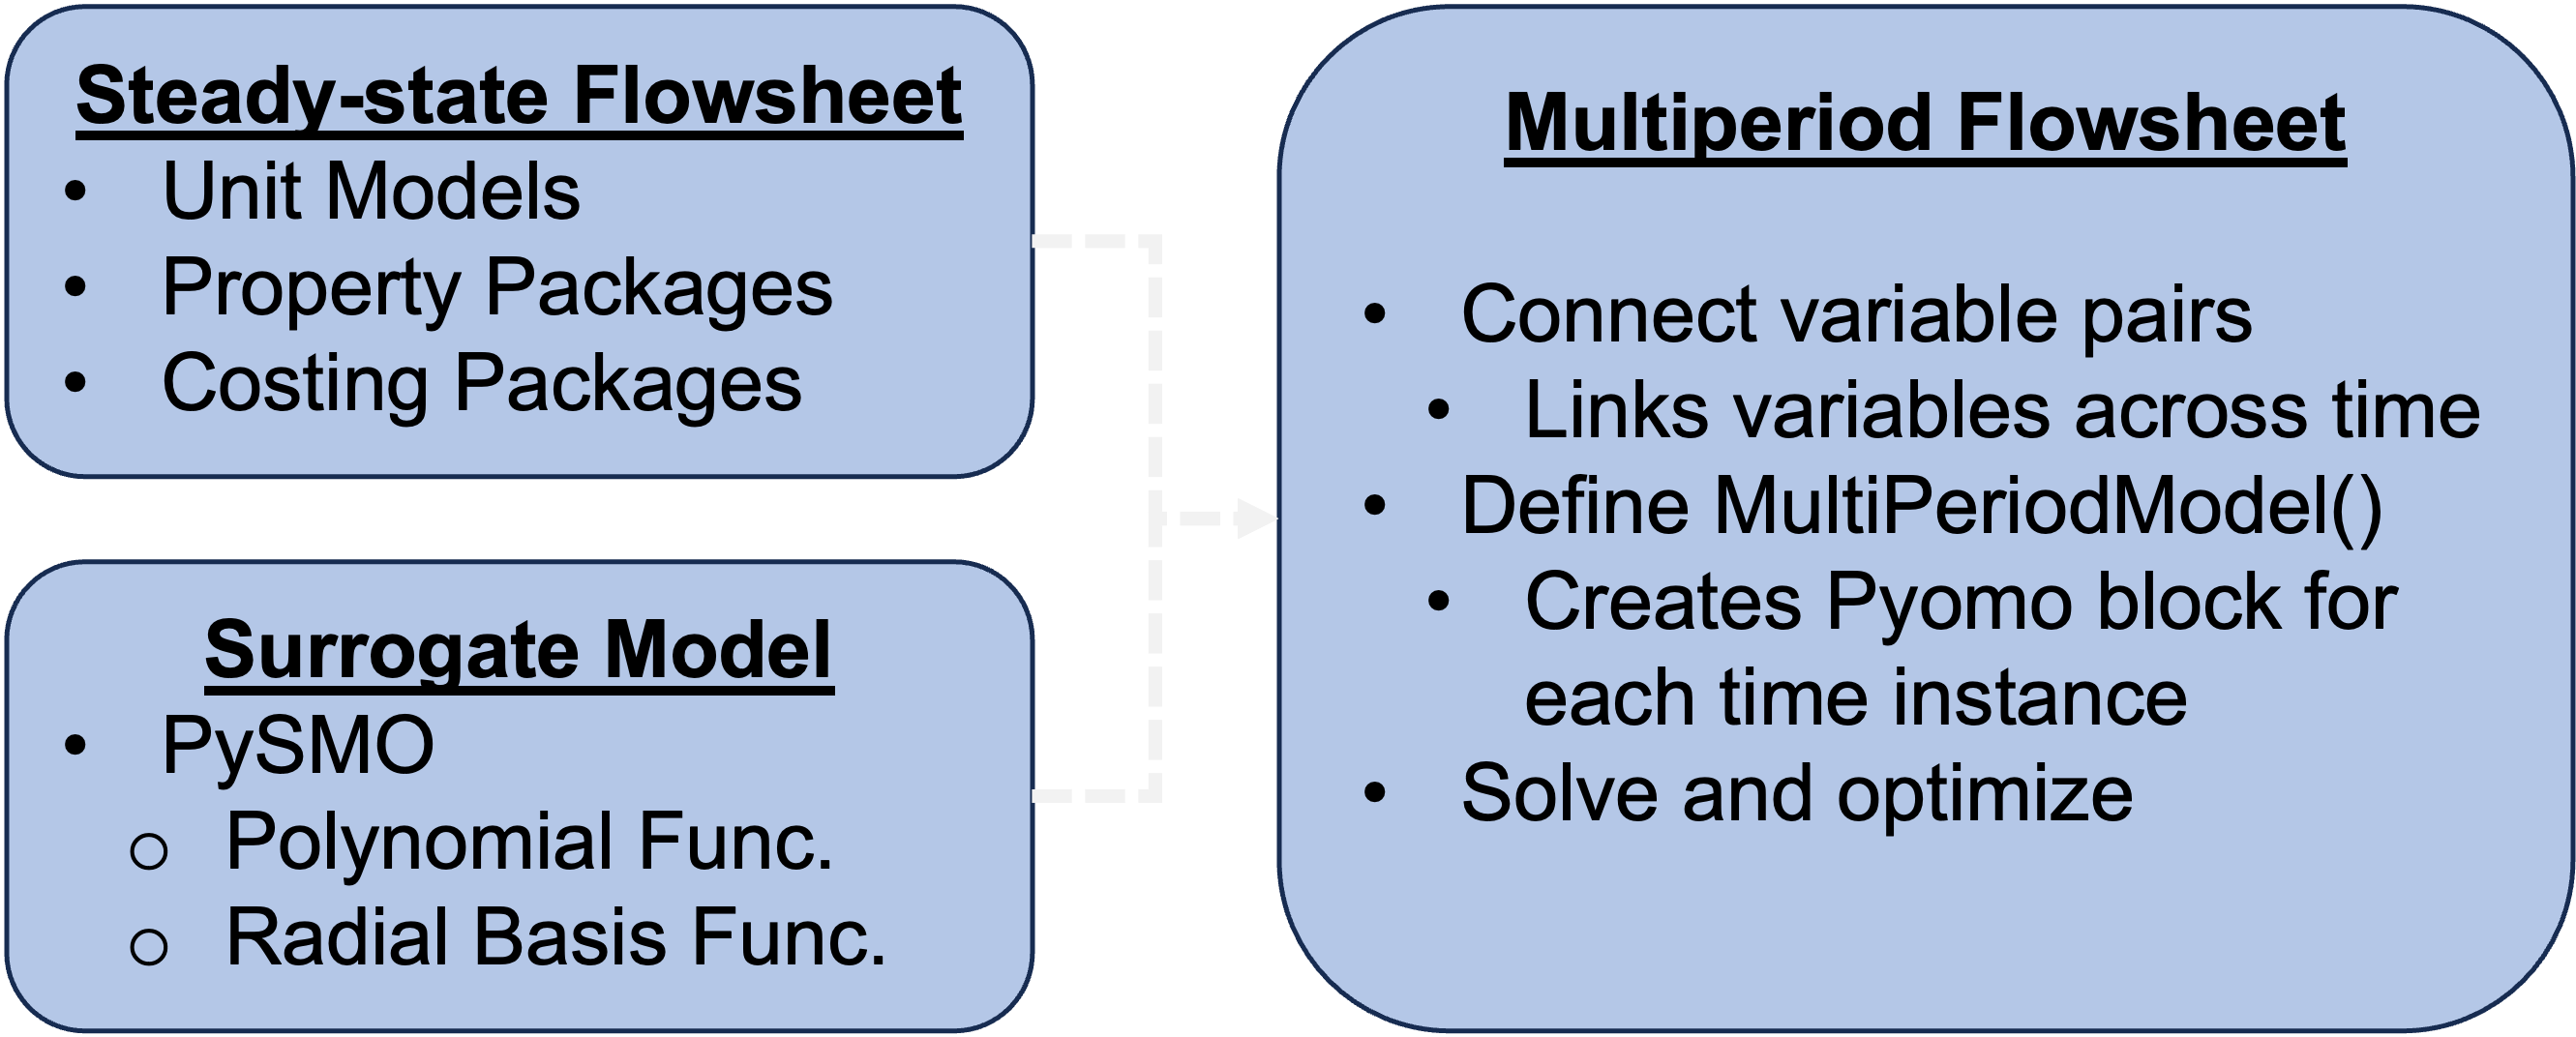 Steady-state Flowsheet
• Unit Models
• Property Packages
• Costing Packages
Surrogate Model
• PySMO
o Polynomial Func.
o Radial Basis Func.
Multiperiod Flowsheet
• Connect variable pairs
• Links variables across time
• Define MultiPeriodModel()
• Creates Pyomo block for
each time instance
• Solve and optimize